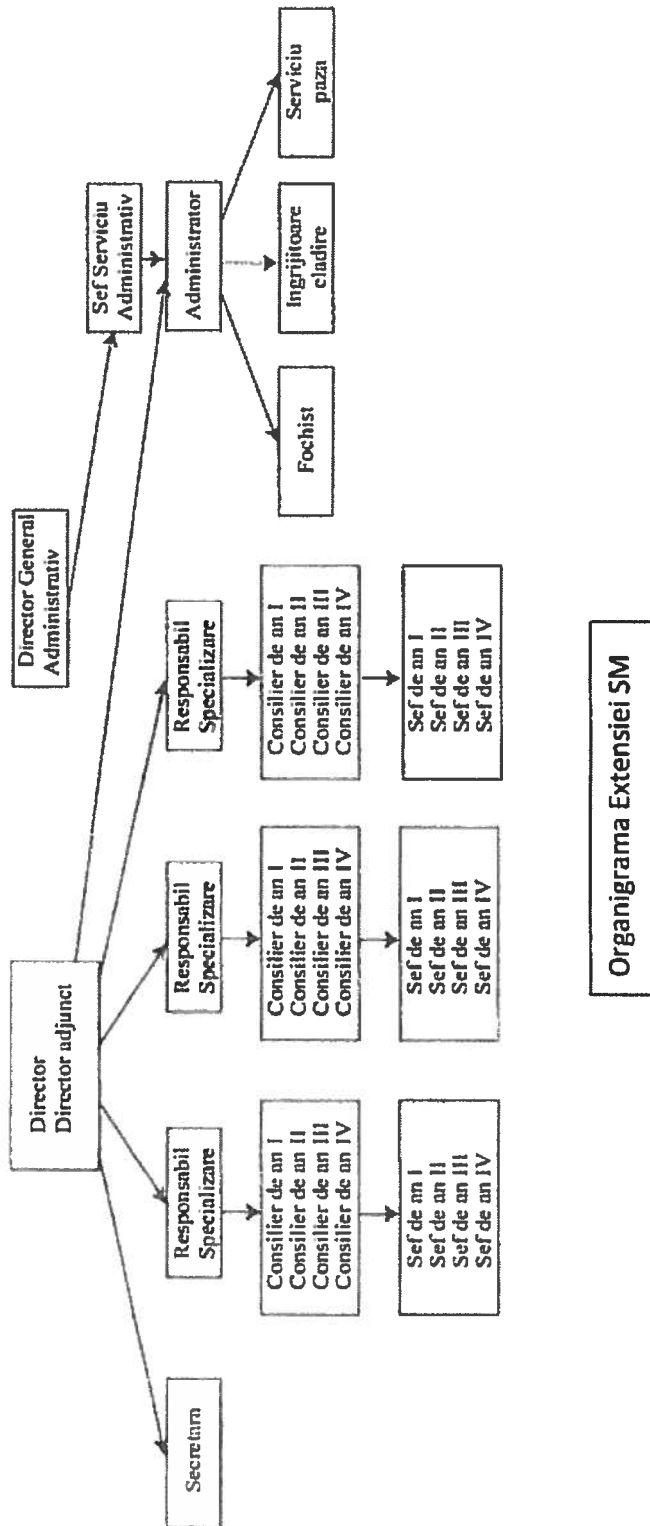 Director
Director adjunct
Director General
Administrativ
Sef Serviciu
Administrativ
Secretara
Responsabil
Specializare
Responsabil
Specializare
Responsabil
Specializare
Administrator
Consilier de an I
Consilier de an II
Consilier de an III
Consilier de an IV
Consilier de an I
Consilier de an II
Consilier de an III
Consilier de an IV
Consilier de an I
Consilier de an II
Consilier de an III
Consilier de an IV
Fochist
Ingrijitoare
cladire
Serviciu
paza
Sef de an I
Sef de an II
Sef de an III
Sef de an IV
Sef de an I
Sef de an II
Sef de an III
Sef de an IV
Sef de an I
Sef de an II
Sef de an III
Sef de an IV
Organigrama Extensiei SM